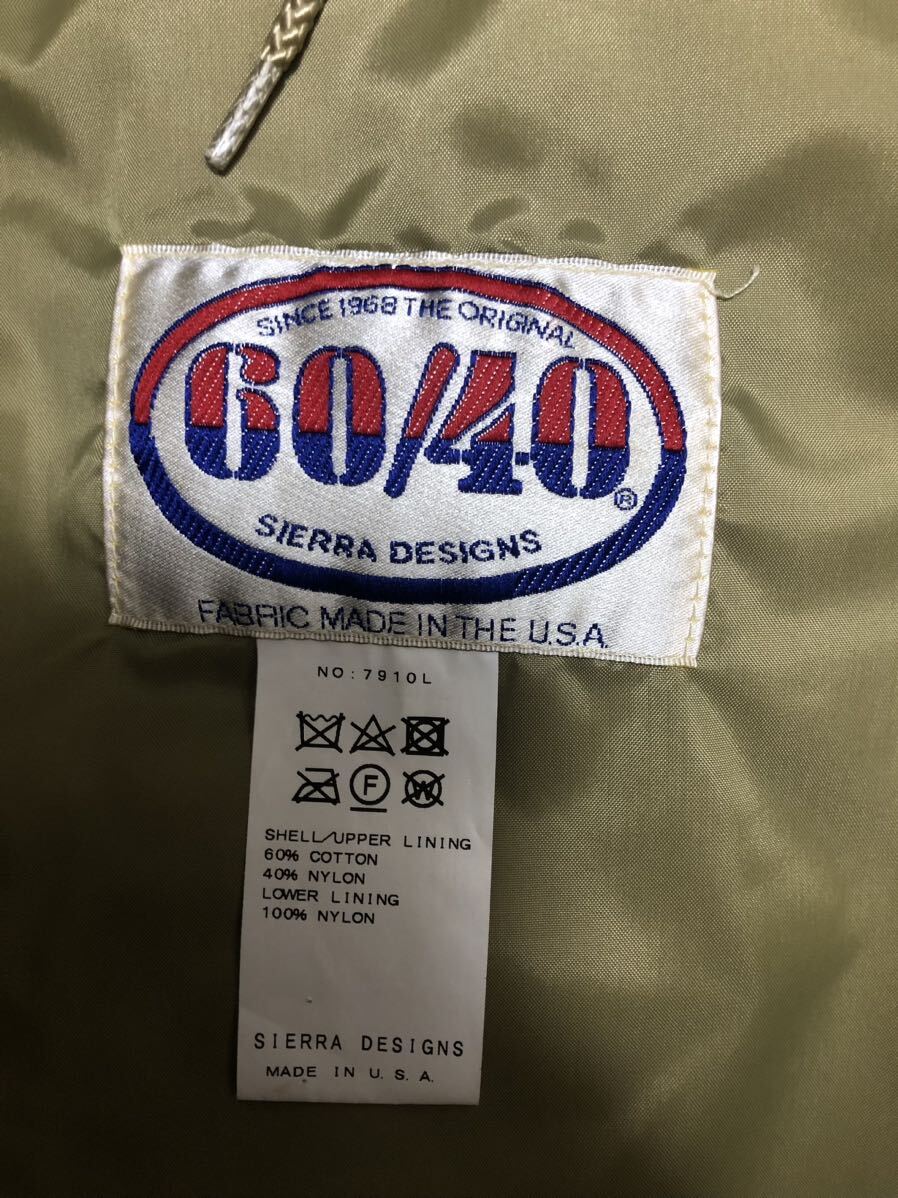 SINCE 1968 THE ORIGINAL
60/40®
SIERRA DESIGNS
FABRIC MADE IN THE U.S.A.
NO:7910L
F W
SHELL/UPPER LINING
60% COTTON
40% NYLON
LOWER LINING
100% NYLON
SIERRA DESIGNS
MADE IN U.S.A.